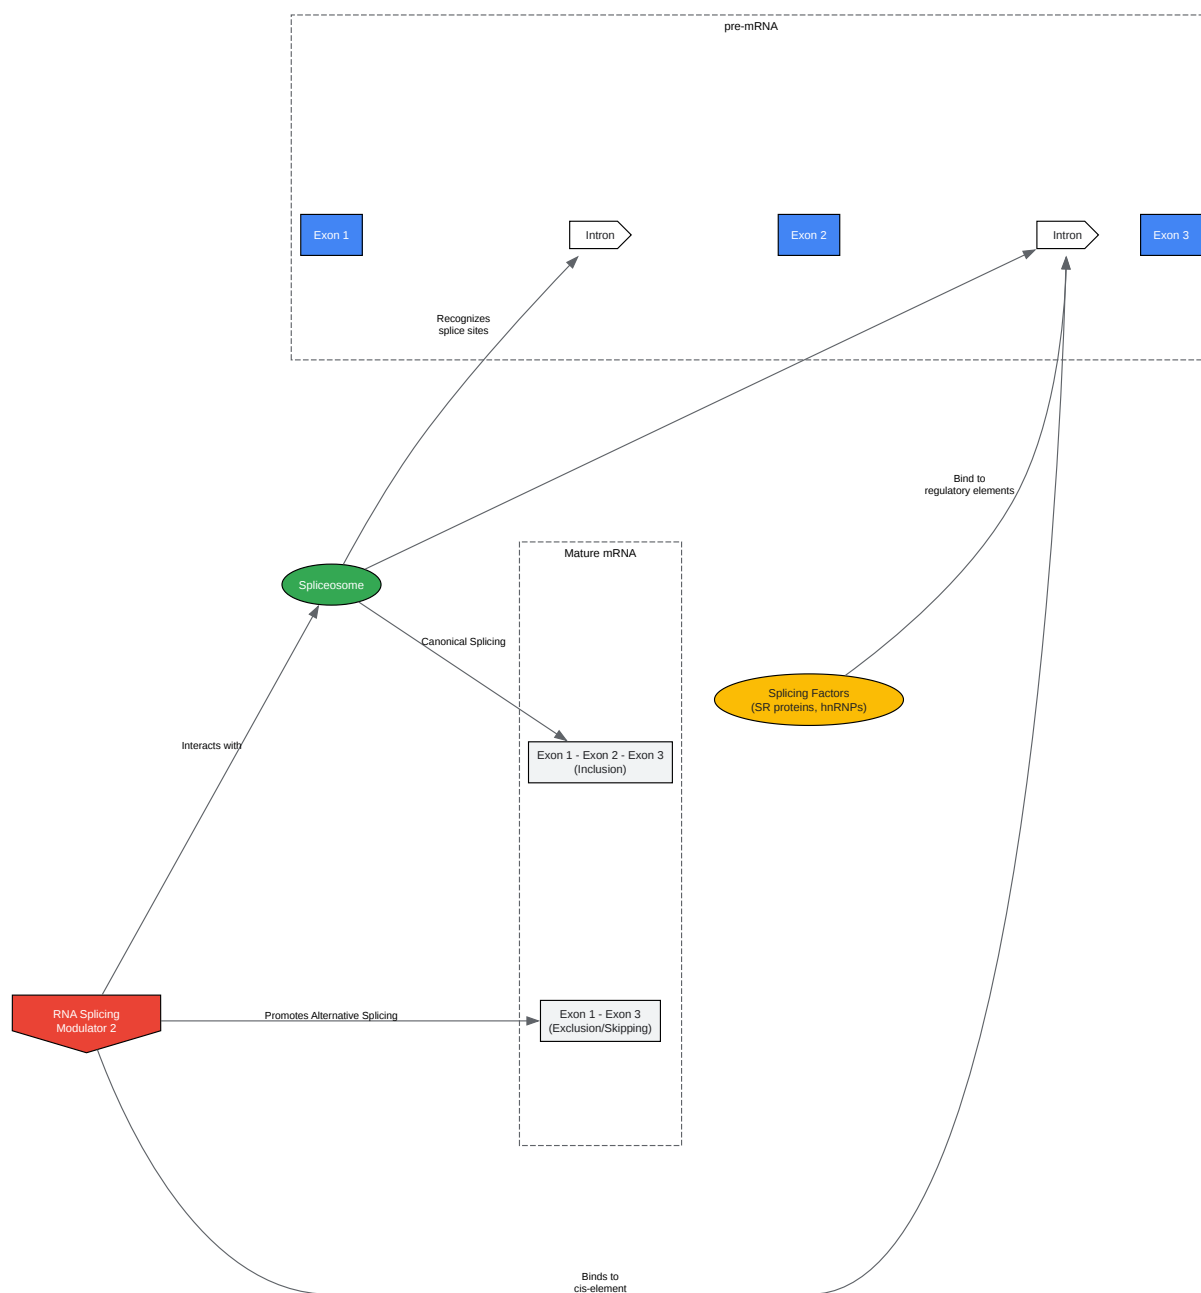 pre-mRNA
Exon 1
Intron
Exon 2
Intron
Exon 3
Recognizes
splice sites
Bind to
regulatory elements
Mature mRNA
Spliceosome
Canonical Splicing
Splicing Factors
(SR proteins, hnRNPs)
Interacts with
Exon 1 - Exon 2 - Exon 3
(Inclusion)
RNA Splicing
Modulator 2
Promotes Alternative Splicing
Exon 1 - Exon 3
(Exclusion/Skipping)
Binds to
cis-element